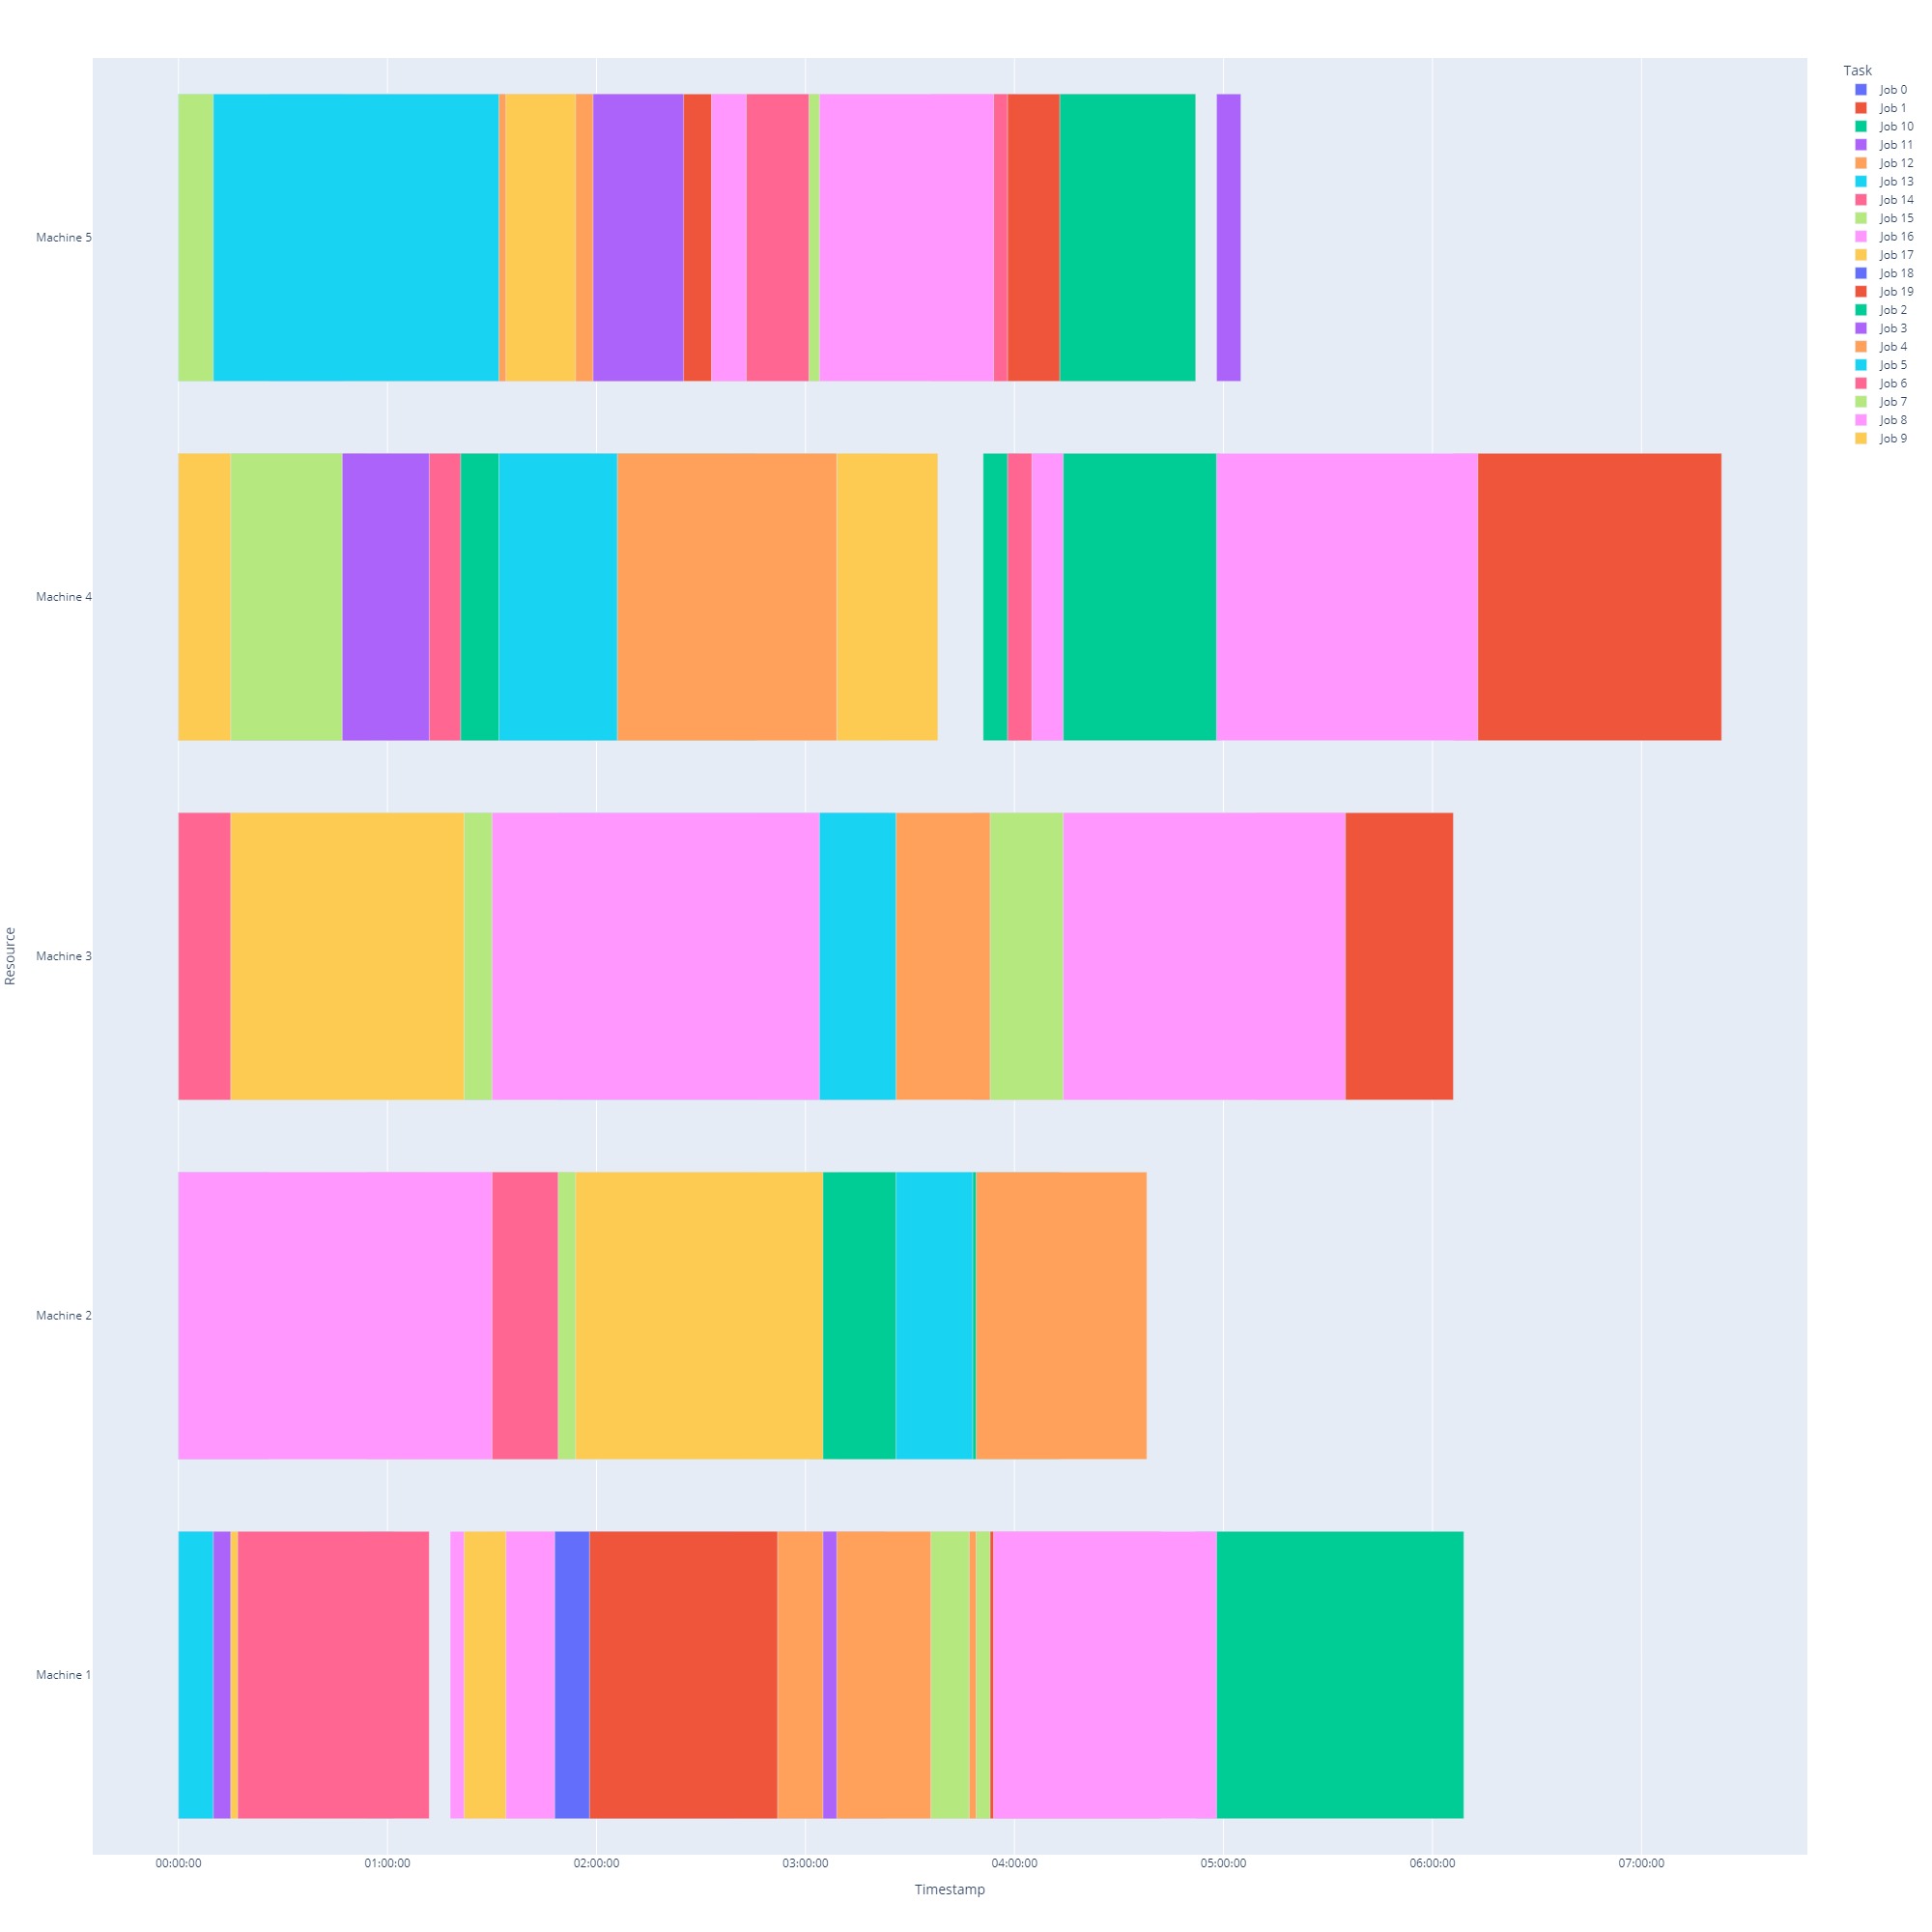 Task
Job 0
Job 1
Job 10
Job 11
Job 12
Job 13
Job 14
Job 15
Job 16
Job 17
Job 18
Job 19
Job 2
Job 3
Job 4
Job 5
Job 6
Job 7
Job 8
Job 9
Machine 5
Machine 4
Machine 3
Resource
Machine 2
Machine 1
00:00:00 01:00:00 02:00:00 03:00:00 04:00:00 05:00:00 06:00:00 07:00:00
Timestamp